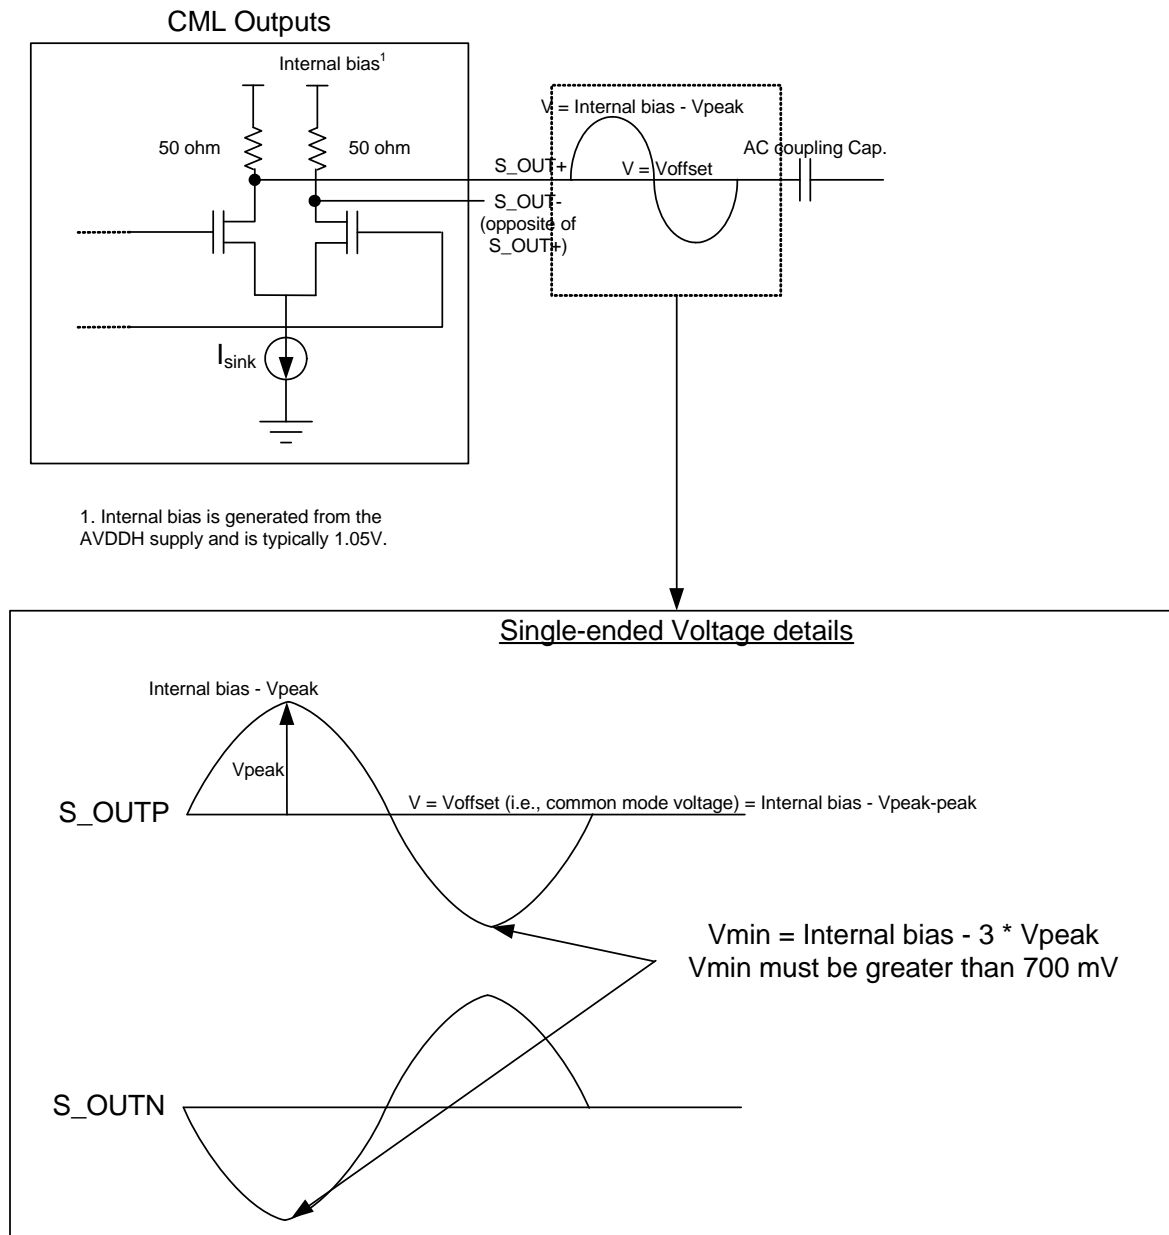 CML Outputs
Internal bias1
50 ohm
50 ohm
V = Internal bias - Vpeak
S_OUT+
V = Voffset
AC coupling Cap.
S_OUT-
(opposite of
S_OUT+)
Isink
1. Internal bias is generated from the
AVDDH supply and is typically 1.05V.
Single-ended Voltage details
Internal bias - Vpeak
Vpeak
S_OUTP
V = Voffset (i.e., common mode voltage) = Internal bias - Vpeak-peak
Vmin = Internal bias - 3 * Vpeak
Vmin must be greater than 700 mV
S_OUTN